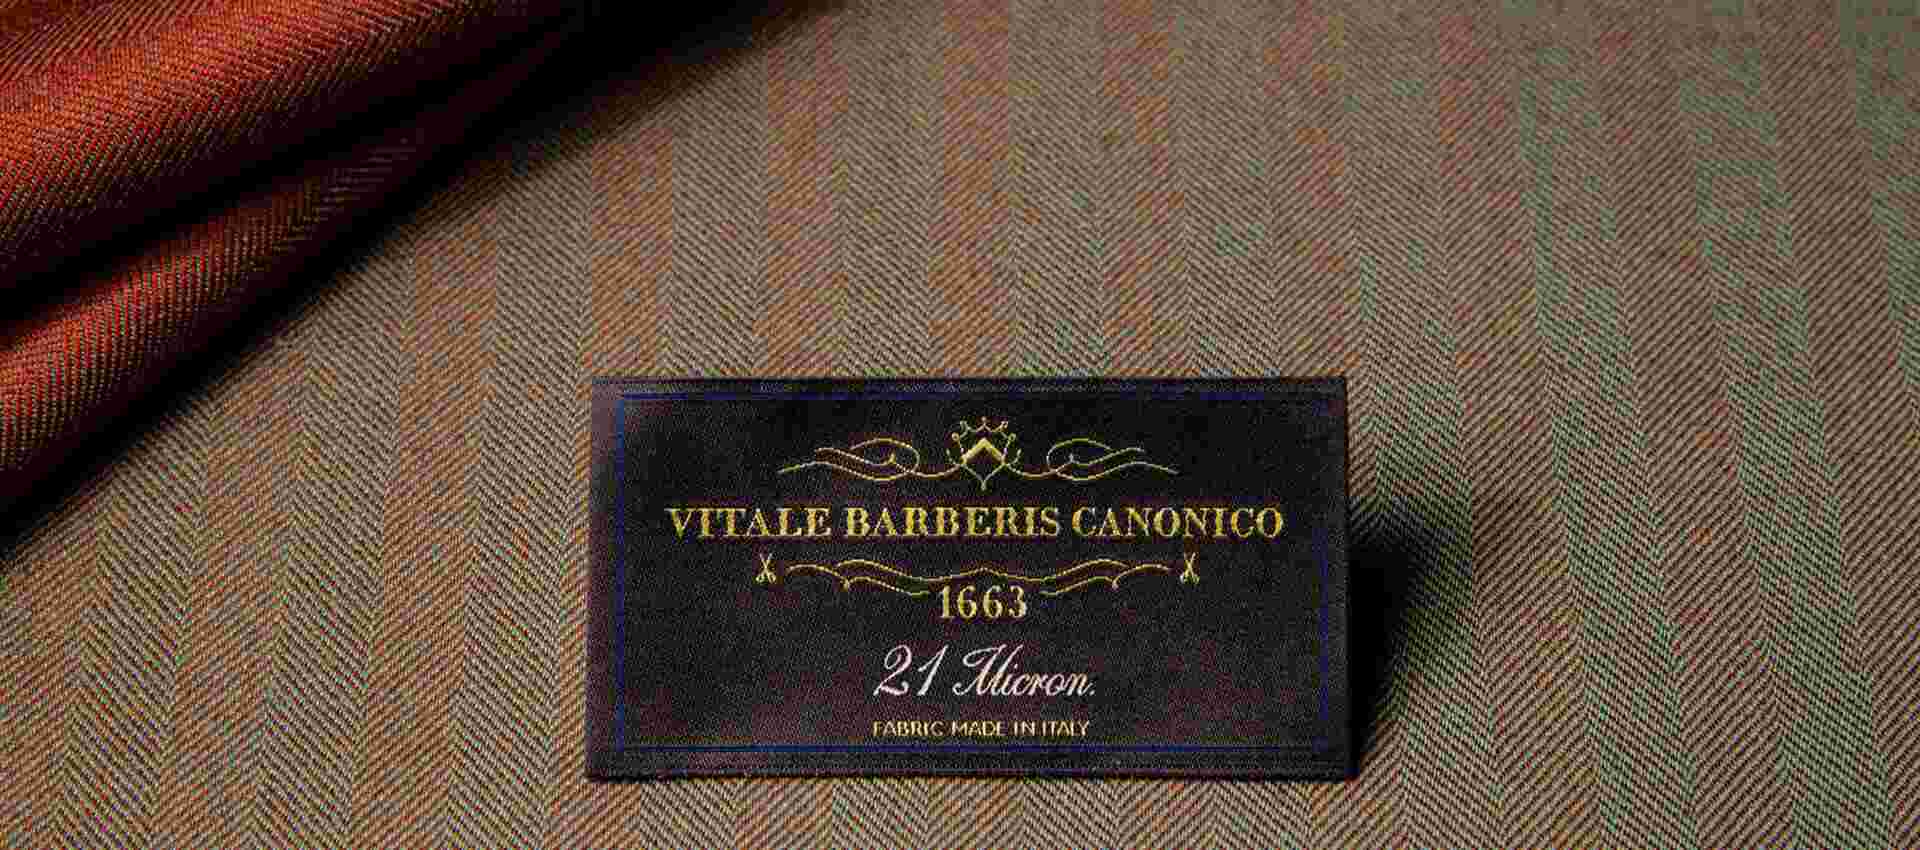 VITALE BARBERIS CANONICO
1663
21 Micron.
FABRIC MADE IN ITALY